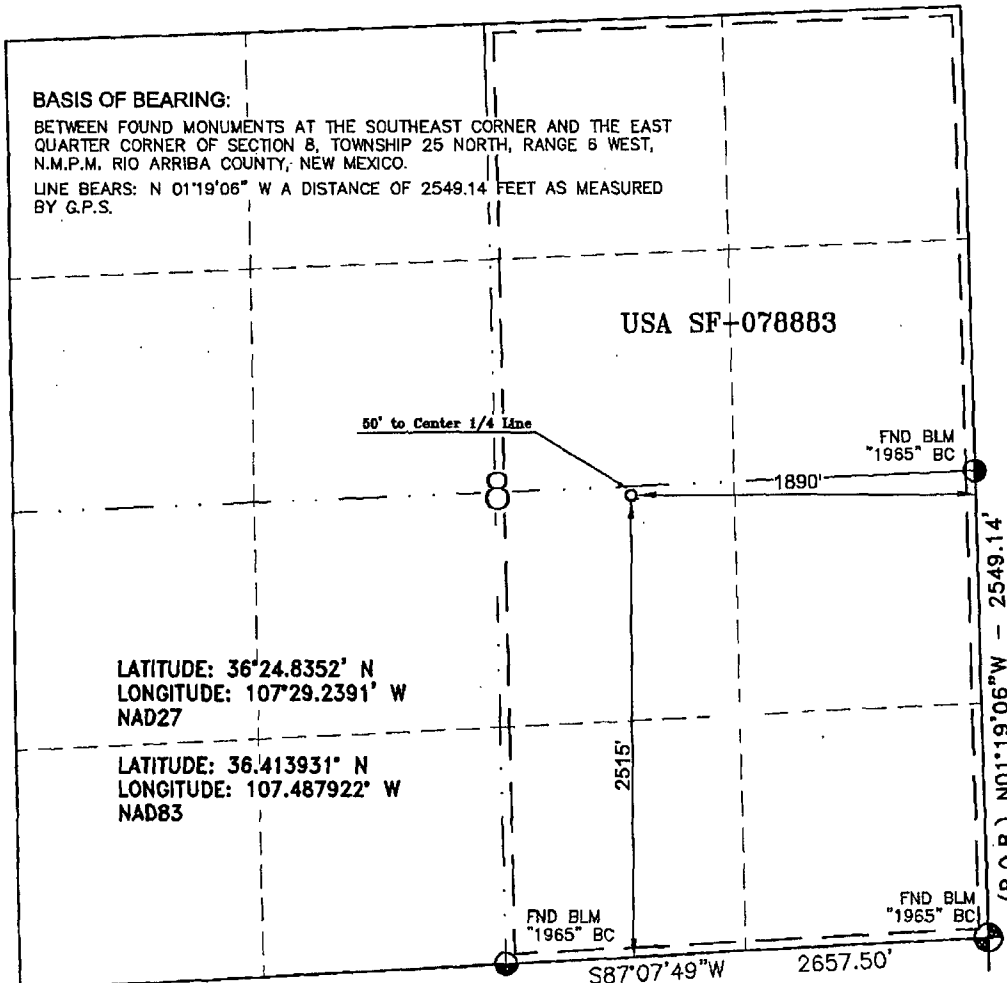 BASIS OF BEARING:
BETWEEN FOUND MONUMENTS AT THE SOUTHEAST CORNER AND THE EAST
QUARTER CORNER OF SECTION 8, TOWNSHIP 25 NORTH, RANGE 6 WEST,
N.M.P.M. RIO ARRIBA COUNTY, NEW MEXICO.
LINE BEARS: N 01°19'06" W A DISTANCE OF 2549.14 FEET AS MEASURED
BY G.P.S.
USA SF-078883
50' to Center 1/4 Line
FND BLM
"1965" BC
1890'
8
(B.O.B.) N01°19'06"W - 2549.14'
LATITUDE: 36°24.8352' N
LONGITUDE: 107°29.2391' W
NAD27
2515'
LATITUDE: 36.413931° N
LONGITUDE: 107.487922° W
NAD83
FND BLM
"1965" BC
FND BLM
"1965" BC
S87°07'49"W 2657.50'